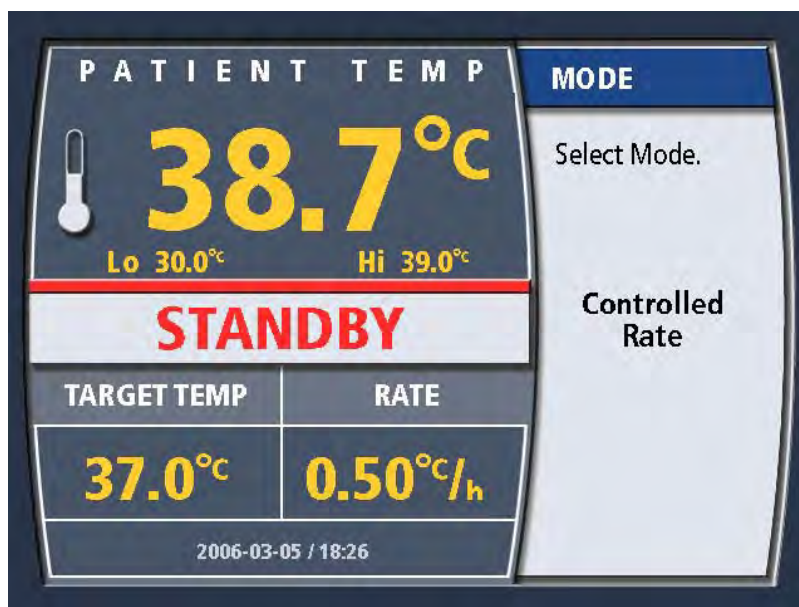 PATIENT TEMP
38.7°C
Lo 30.0°C Hi 39.0°C
STANDBY
TARGET TEMP RATE
37.0°C 0.50°C/h
2006-03-05 / 18:26
MODE
Select Mode.
Controlled
Rate